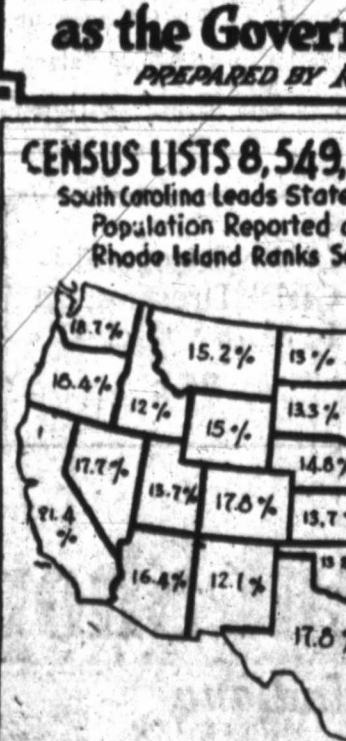 as the Govern
PREPARED BY
CENSUS LISTS 8,549,
South Carolina Leads State
Population Reported
Rhode Island Ranks S
18.7%
15.2%
13%
18.4%
12%
15%
13.3%
17.7%
14.8%
21.4
%
13.7%
17.8%
13.7
16.4%
12.1%
17.8